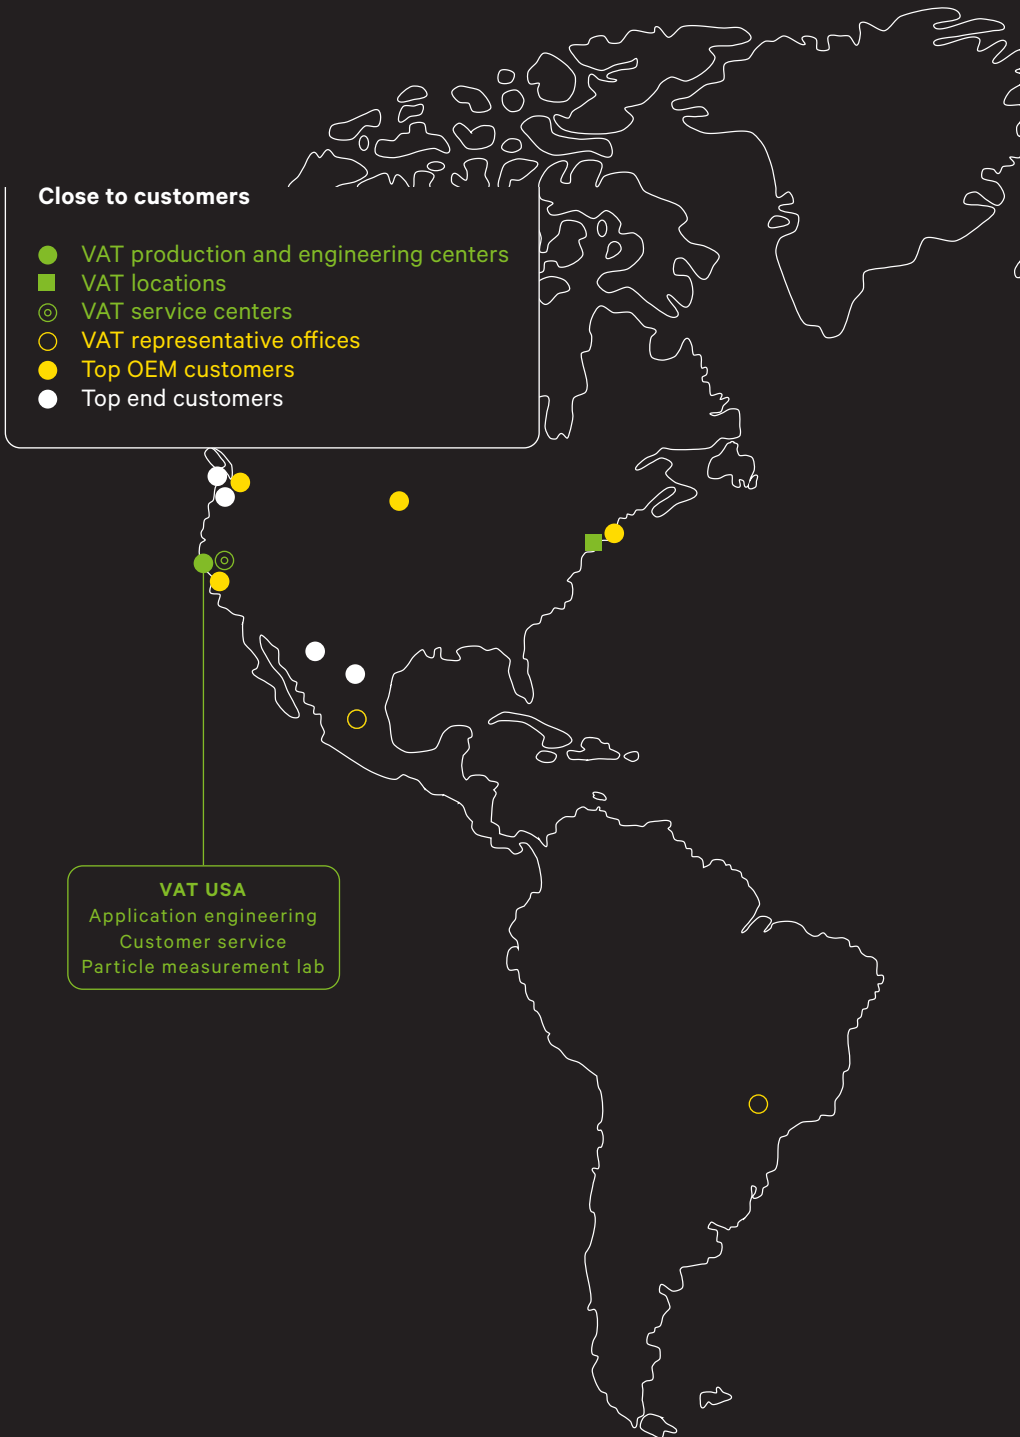 Close to customers
VAT production and engineering centers
VAT locations
VAT service centers
VAT representative offices
Top OEM customers
Top end customers
VAT USA
Application engineering
Customer service
Particle measurement lab